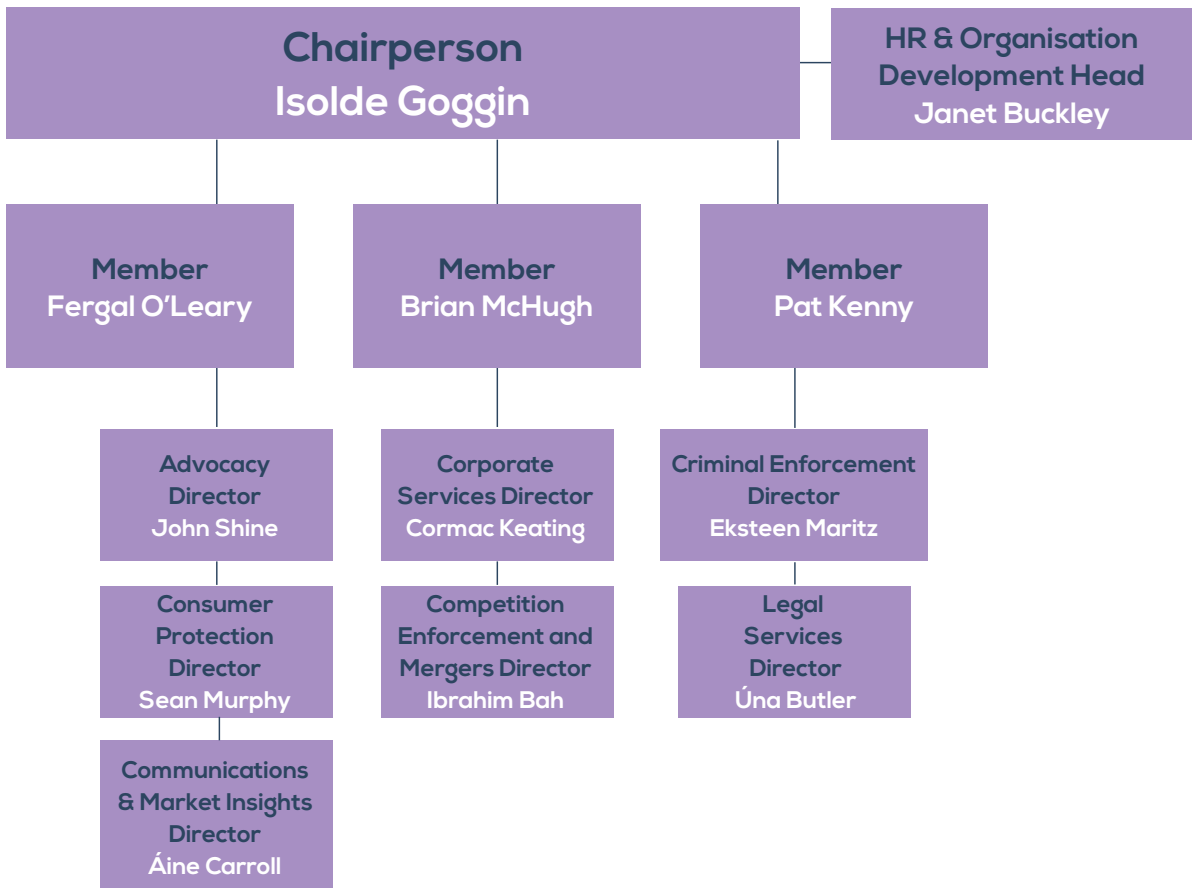 Chairperson
Isolde Goggin
HR & Organisation
Development Head
Janet Buckley
Member
Fergal O’Leary
Member
Brian McHugh
Member
Pat Kenny
Advocacy
Director
John Shine
Corporate
Services Director
Cormac Keating
Criminal Enforcement
Director
Eksteen Maritz
Consumer
Protection
Director
Sean Murphy
Competition
Enforcement and
Mergers Director
Ibrahim Bah
Legal
Services
Director
Úna Butler
Communications
& Market Insights
Director
Áine Carroll